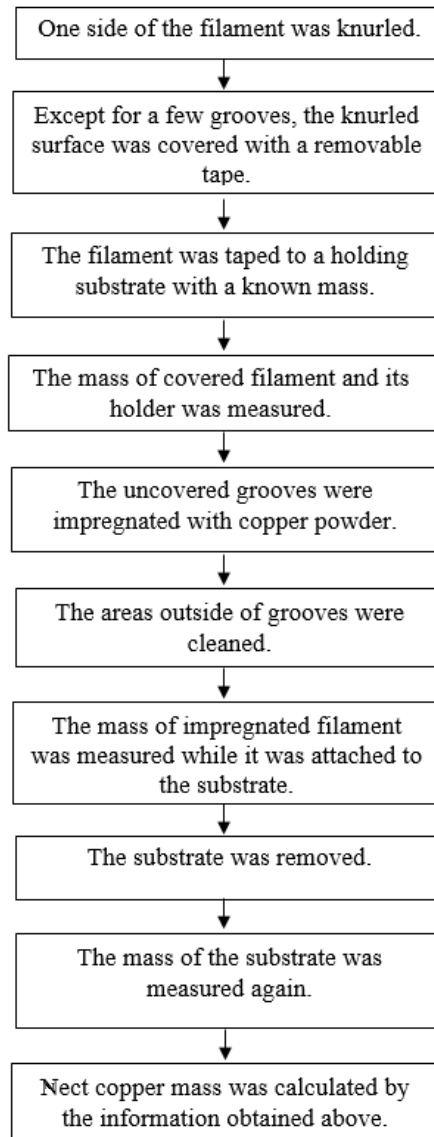 One side of the filament was knurled.
Except for a few grooves, the knurled
surface was covered with a removable
tape.
The filament was taped to a holding
substrate with a known mass.
The mass of covered filament and its
holder was measured.
The uncovered grooves were
impregnated with copper powder.
The areas outside of grooves were
cleaned.
The mass of impregnated filament
was measured while it was attached to
the substrate.
The substrate was removed.
The mass of the substrate was
measured again.
Nect copper mass was calculated by
the information obtained above.